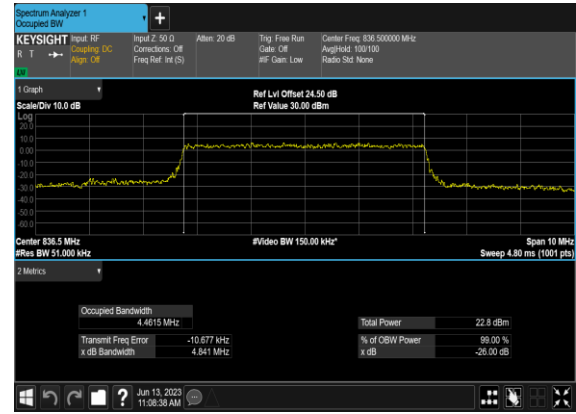 Spectrum Analyzer 1
Occupied BW
+
KEYSIGHT Input: RF Input Z: 50 Ω Atten: 20 dB Trig: Free Run Center Freq: 836.500000 MHz
R T Coupling: DC Corrections: Off Gate: Off Avg|Hold: 100/100
Align: Off Freq Ref: Int (S) #IF Gain: Low Radio Std: None
LXI
1 Graph
Ref Lvl Offset 24.50 dB
Scale/Div 10.0 dB Ref Value 30.00 dBm
Log
20.0
10.0
0.00
-10.0
-20.0
-30.0
-40.0
-50.0
-60.0
Center 836.5 MHz #Video BW 150.00 kHz* Span 10 MHz
#Res BW 51.000 kHz Sweep 4.80 ms (1001 pts)
2 Metrics
Occupied Bandwidth
4.4615 MHz Total Power 22.8 dBm
Transmit Freq Error -10.677 kHz % of OBW Power 99.00 %
x dB Bandwidth 4.841 MHz x dB -26.00 dB
? Jun 13, 2023
11:08:38 AM